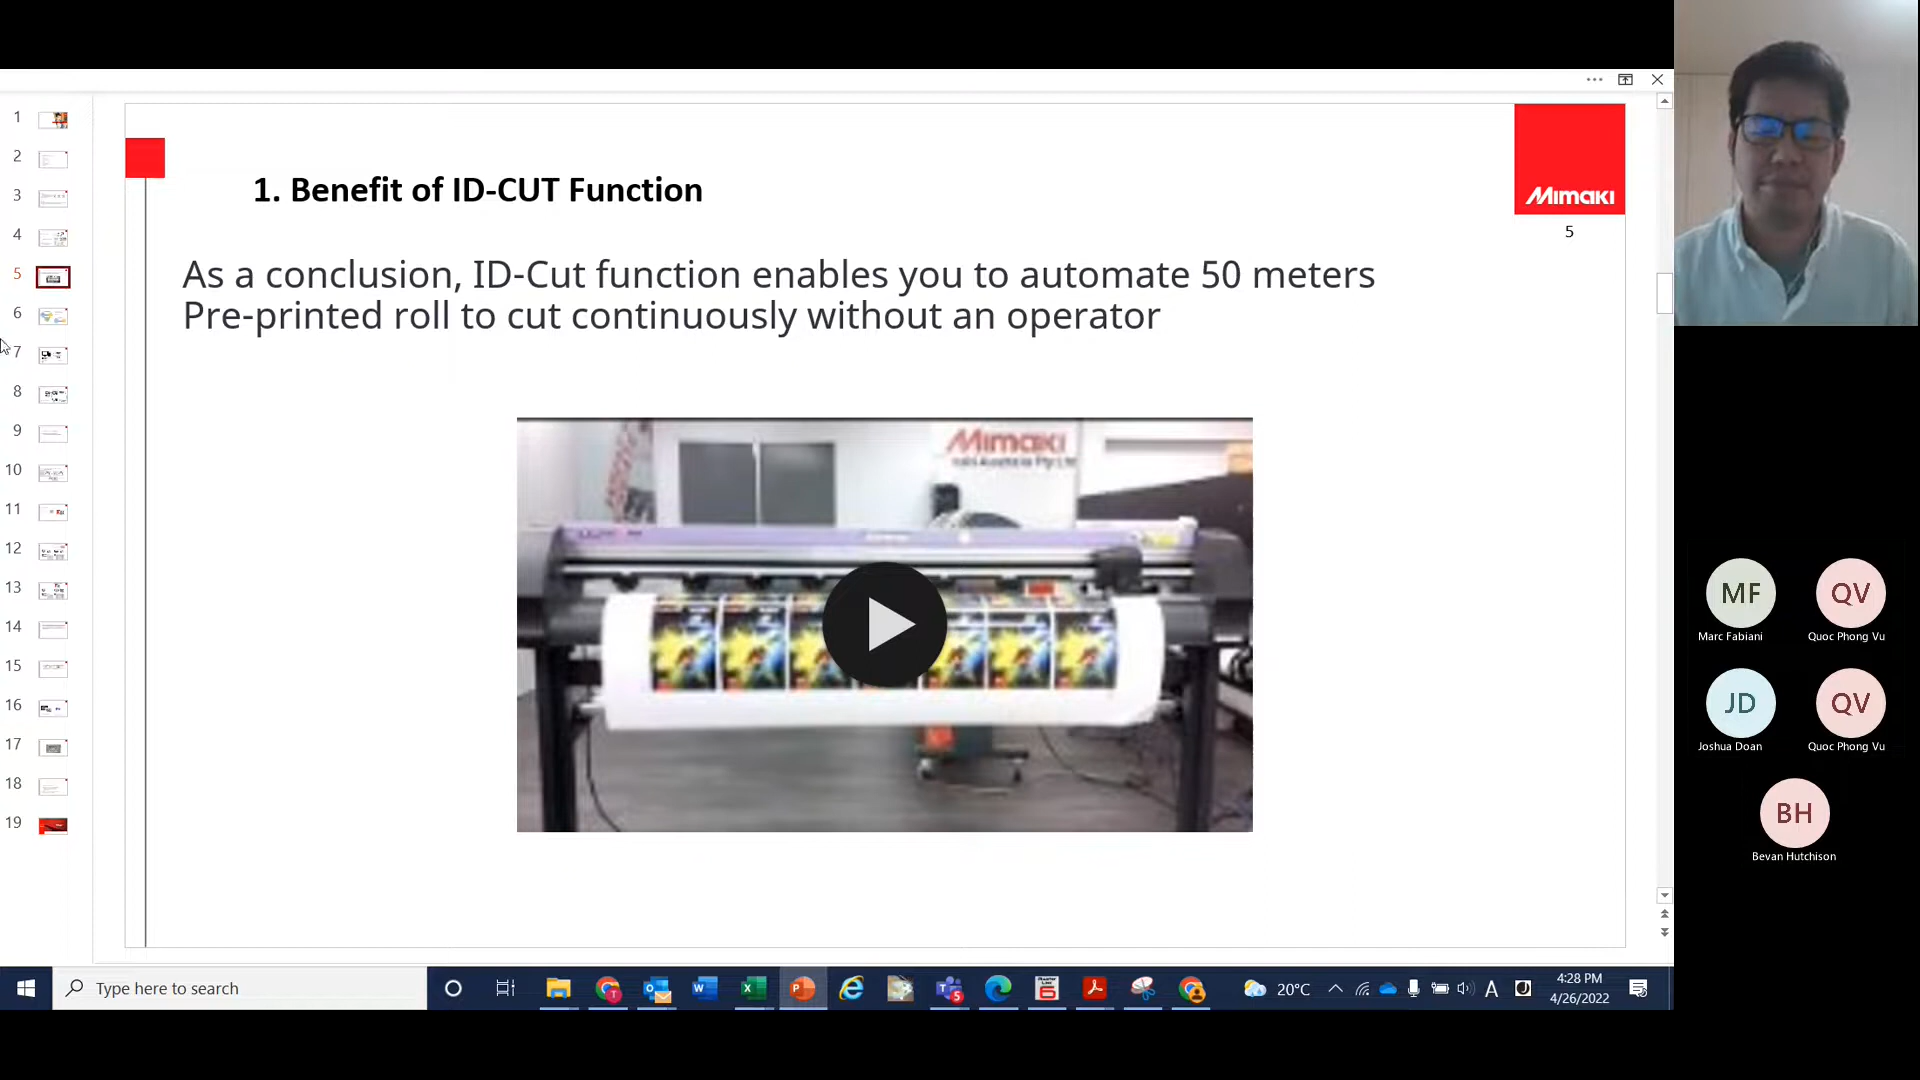 1. Benefit of ID-CUT Function
Mimaki
5
As a conclusion, ID-Cut function enables you to automate 50 meters
Pre-printed roll to cut continuously without an operator
Mimaki
1
2
3
4
5
6
7
8
9
10
11
12
13
14
15
16
17
18
19
MF
Marc Fabiani
QV
Quoc Phong Vu
JD
Joshua Doan
QV
Quoc Phong Vu
BH
Bevan Hutchison
Type here to search
20°C
A
4:28 PM
4/26/2022